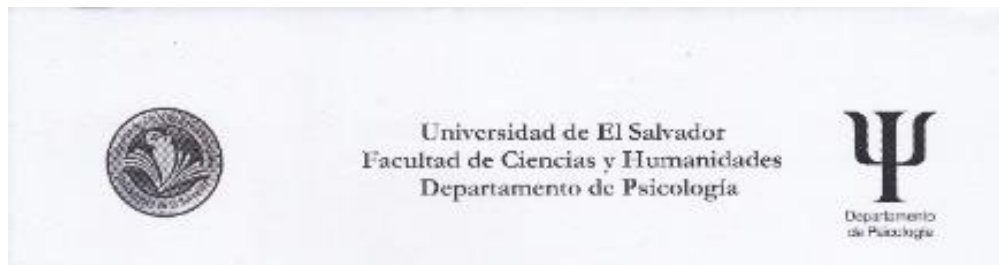 Universidad de El Salvador
Facultad de Ciencias y Humanidades
Departamento de Psicología
Departamento
de Psicología